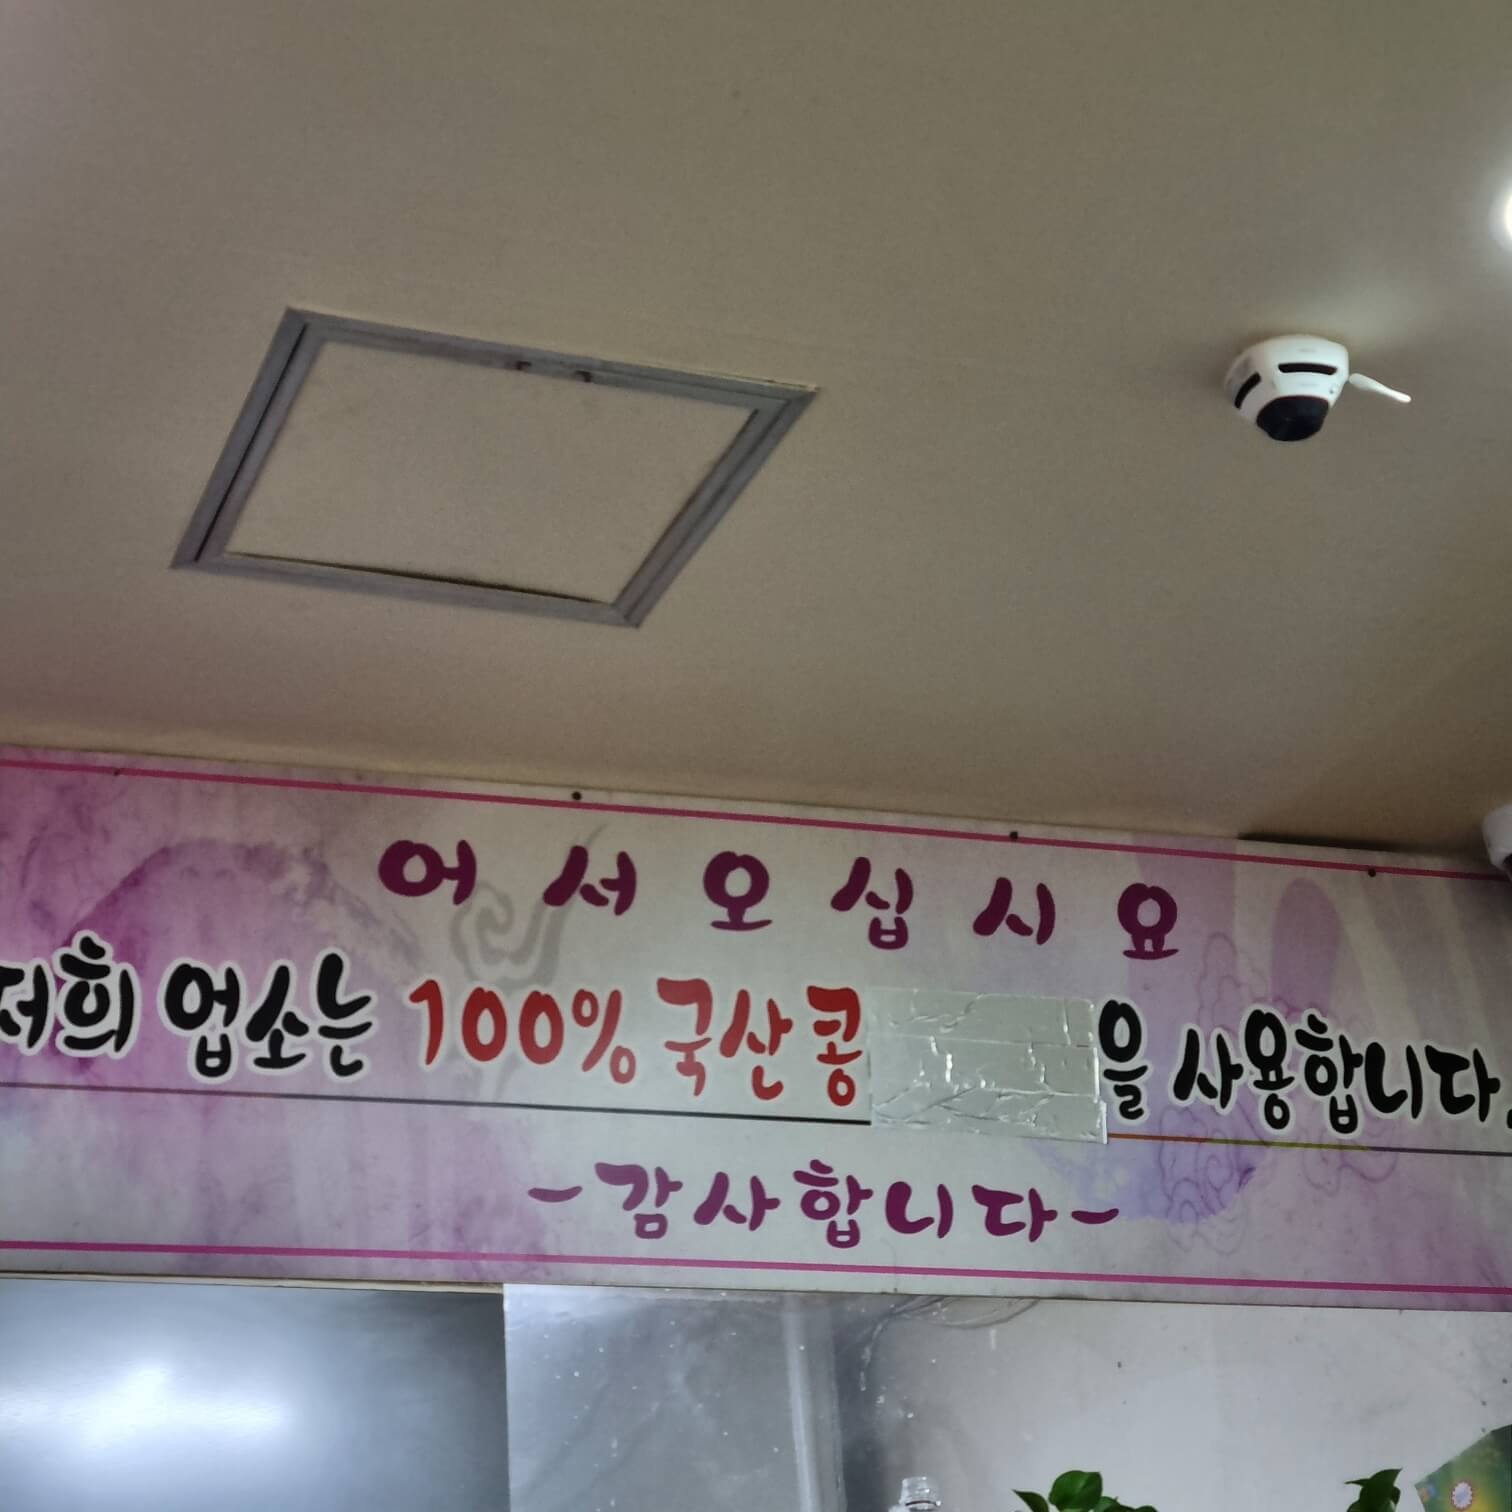 어서오십시요
저희 업소는 100% 국산콩 을 사용합니다.
-감사합니다-